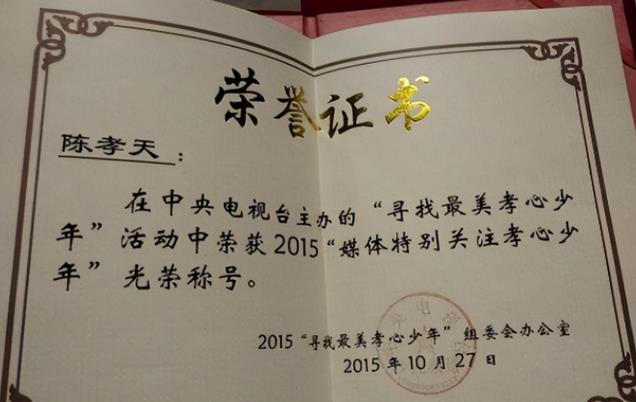 荣誉证书
陈孝天：
在中央电视台主办的“寻找最美孝心少
年”活动中荣获2015“媒体特别关注孝心少
年”光荣称号。
2015“寻找最美孝心少年”组委会办公室
2015年10月27日